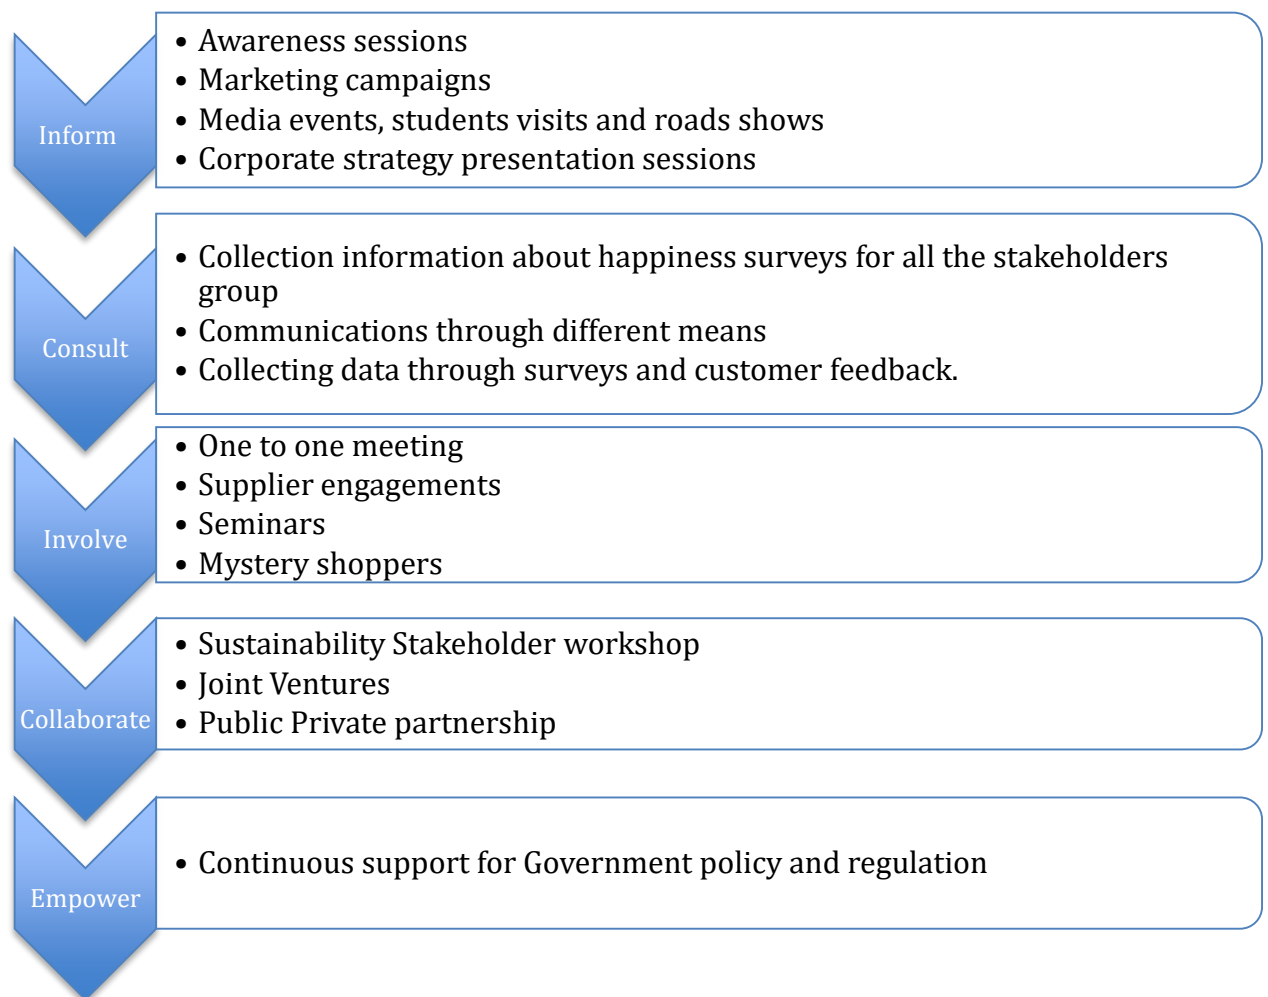 Inform
• Awareness sessions
• Marketing campaigns
• Media events, students visits and roads shows
• Corporate strategy presentation sessions
Consult
• Collection information about happiness surveys for all the stakeholders
group
• Communications through different means
• Collecting data through surveys and customer feedback.
Involve
• One to one meeting
• Supplier engagements
• Seminars
• Mystery shoppers
Collaborate
• Sustainability Stakeholder workshop
• Joint Ventures
• Public Private partnership
Empower
• Continuous support for Government policy and regulation